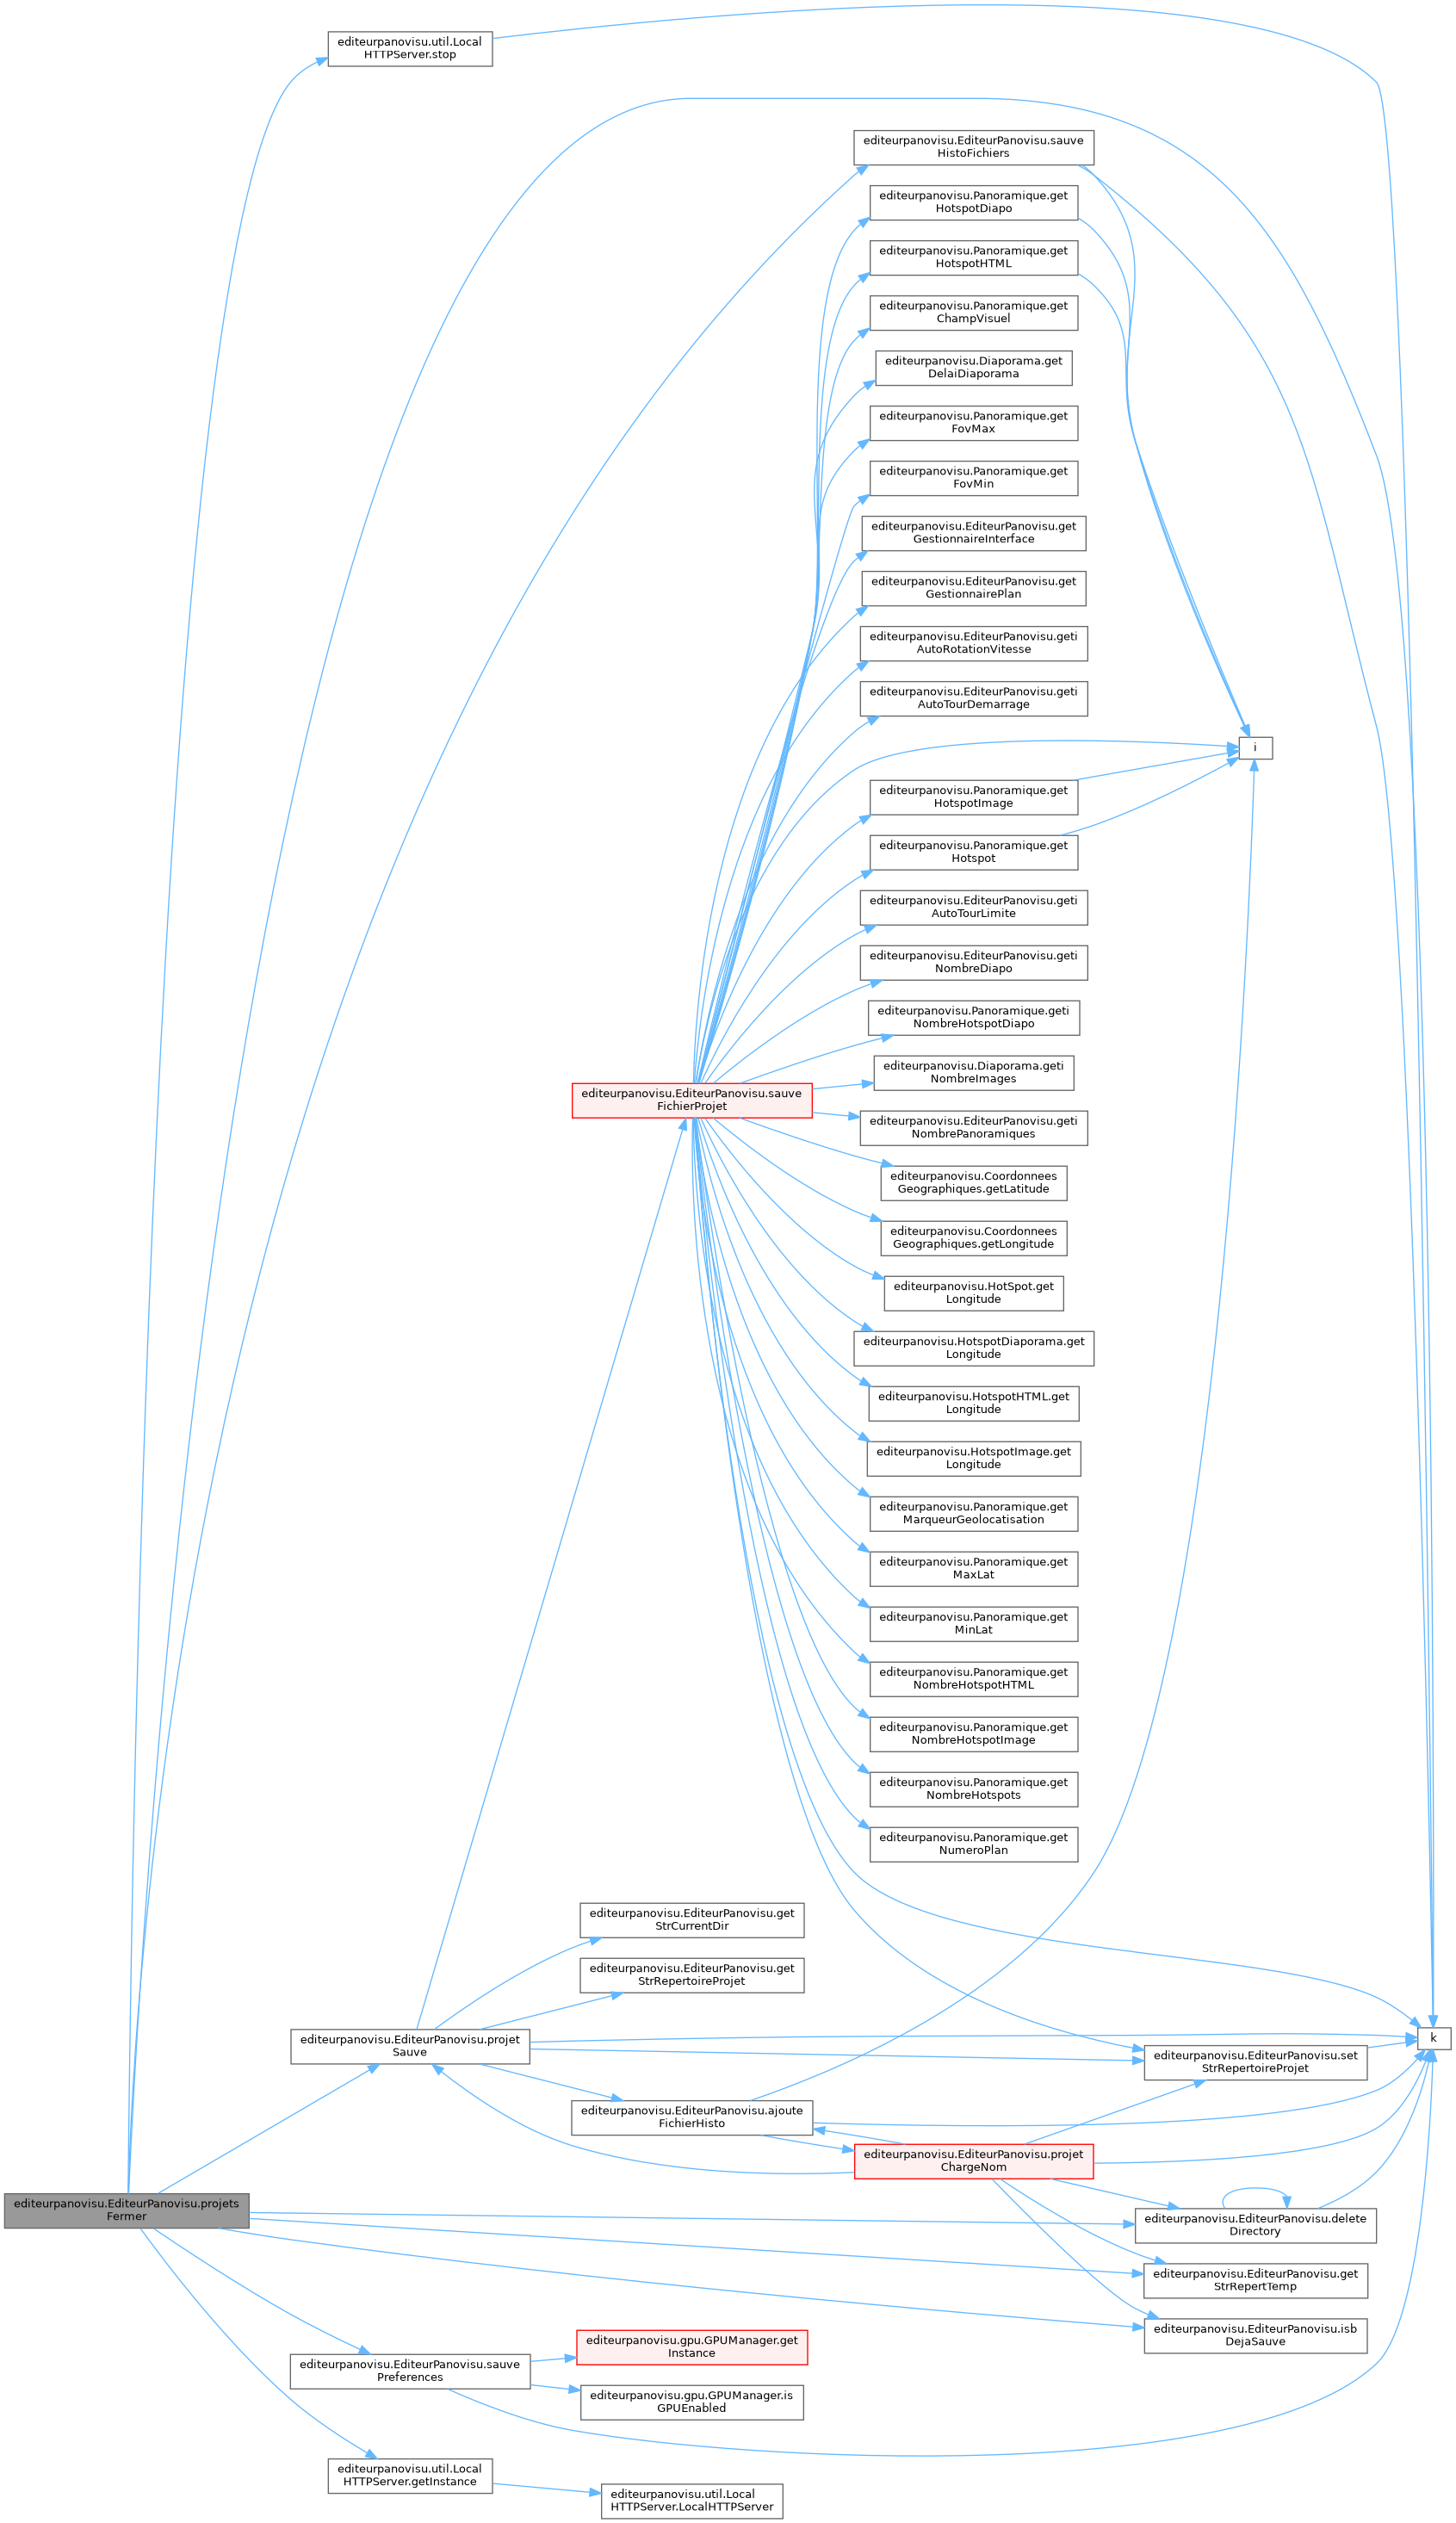 editeurpanovisu.util.Local
HTTPServer.stop
editeurpanovisu.EditeurPanovisu.sauve
HistoFichiers
editeurpanovisu.Panoramique.get
HotspotDiapo
editeurpanovisu.Panoramique.get
HotspotHTML
editeurpanovisu.Panoramique.get
ChampVisuel
editeurpanovisu.Diaporama.get
DelaiDiaporama
editeurpanovisu.Panoramique.get
FovMax
editeurpanovisu.Panoramique.get
FovMin
editeurpanovisu.EditeurPanovisu.get
GestionnaireInterface
editeurpanovisu.EditeurPanovisu.get
GestionnairePlan
editeurpanovisu.EditeurPanovisu.geti
AutoRotationVitesse
editeurpanovisu.EditeurPanovisu.geti
AutoTourDemarrage
i
editeurpanovisu.Panoramique.get
HotspotImage
editeurpanovisu.Panoramique.get
Hotspot
editeurpanovisu.EditeurPanovisu.geti
AutoTourLimite
editeurpanovisu.EditeurPanovisu.geti
NombreDiapo
editeurpanovisu.Panoramique.geti
NombreHotspotDiapo
editeurpanovisu.Diaporama.geti
NombreImages
editeurpanovisu.EditeurPanovisu.sauve
FichierProjet
editeurpanovisu.EditeurPanovisu.geti
NombrePanoramiques
editeurpanovisu.Coordonnees
Geographiques.getLatitude
editeurpanovisu.Coordonnees
Geographiques.getLongitude
editeurpanovisu.HotSpot.get
Longitude
editeurpanovisu.HotspotDiaporama.get
Longitude
editeurpanovisu.HotspotHTML.get
Longitude
editeurpanovisu.HotspotImage.get
Longitude
editeurpanovisu.Panoramique.get
MarqueurGeolocatisation
editeurpanovisu.Panoramique.get
MaxLat
editeurpanovisu.Panoramique.get
MinLat
editeurpanovisu.Panoramique.get
NombreHotspotHTML
editeurpanovisu.Panoramique.get
NombreHotspotImage
editeurpanovisu.Panoramique.get
NombreHotspots
editeurpanovisu.Panoramique.get
NumeroPlan
editeurpanovisu.EditeurPanovisu.get
StrCurrentDir
editeurpanovisu.EditeurPanovisu.get
StrRepertoireProjet
editeurpanovisu.EditeurPanovisu.projet
Sauve
k
editeurpanovisu.EditeurPanovisu.set
StrRepertoireProjet
editeurpanovisu.EditeurPanovisu.ajoute
FichierHisto
editeurpanovisu.EditeurPanovisu.projet
ChargeNom
editeurpanovisu.EditeurPanovisu.projets
Fermer
editeurpanovisu.EditeurPanovisu.delete
Directory
editeurpanovisu.EditeurPanovisu.get
StrRepertTemp
editeurpanovisu.EditeurPanovisu.isb
DejaSauve
editeurpanovisu.gpu.GPUManager.get
Instance
editeurpanovisu.EditeurPanovisu.sauve
Preferences
editeurpanovisu.gpu.GPUManager.is
GPUEnabled
editeurpanovisu.util.Local
HTTPServer.getInstance
editeurpanovisu.util.Local
HTTPServer.LocalHTTPServer